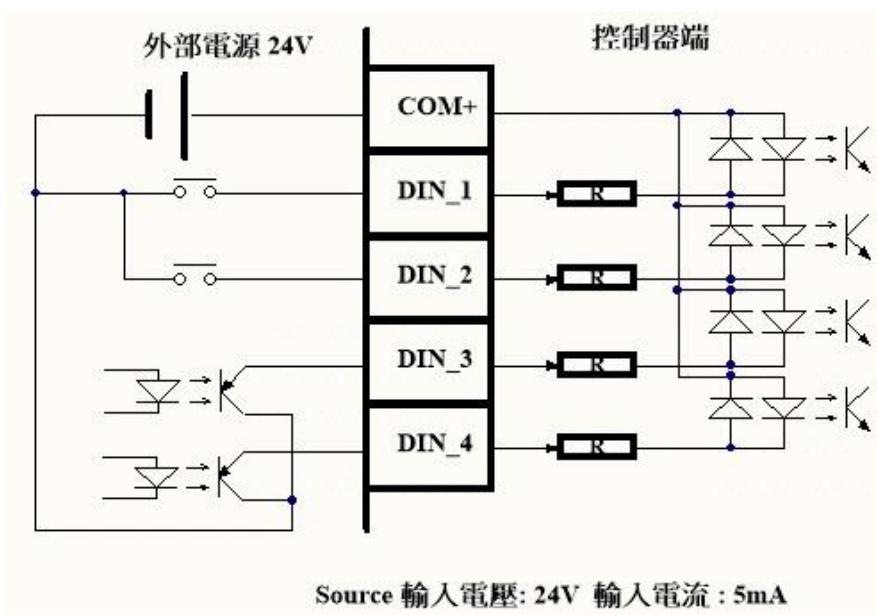 外部電源 24V
控制器端
COM+
DIN_1
R
DIN_2
R
DIN_3
R
DIN_4
R
Source 輸入電壓: 24V 輸入電流 : 5mA